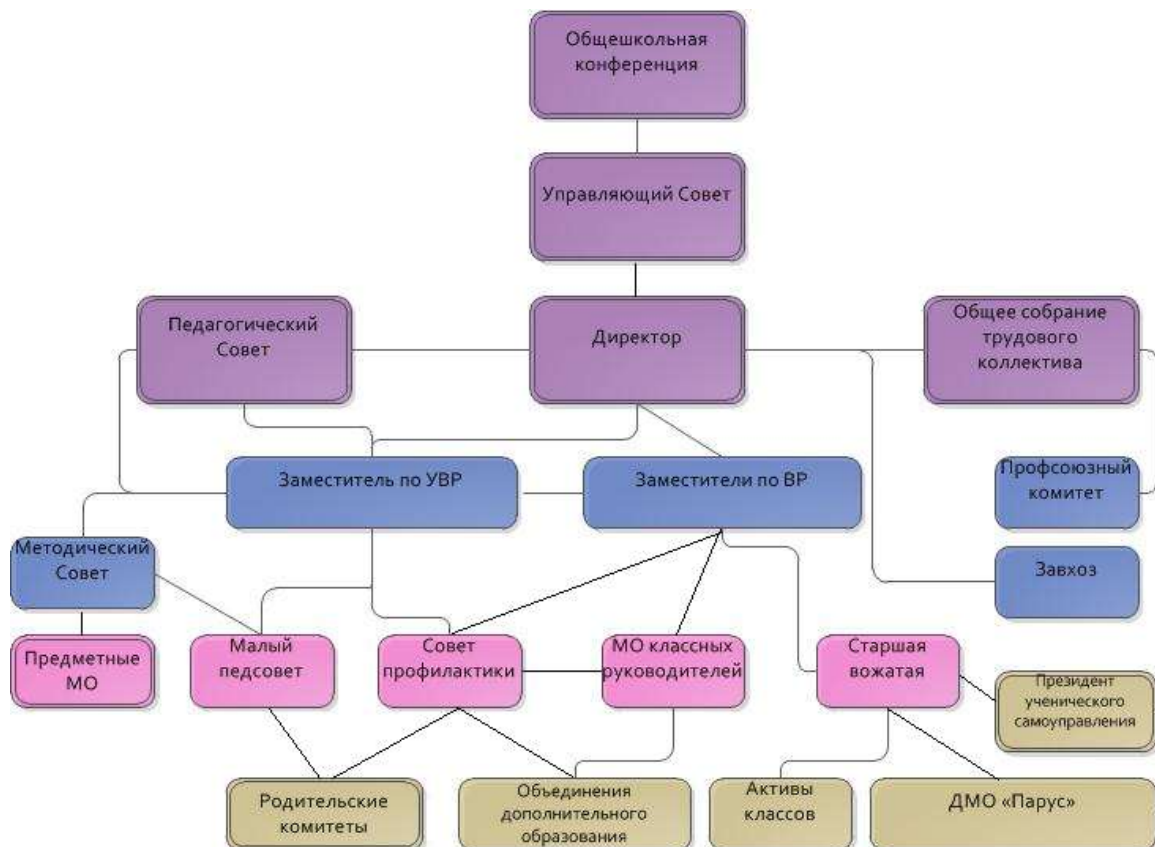 Общешкольная
конференция
Управляющий Совет
Педагогический
Совет
Директор
Общее собрание
трудового
коллектива
Заместитель по УВР
Заместители по ВР
Профсоюзный
комитет
Методический
Совет
Завхоз
Предметные
МО
Малый
педсовет
Совет
профилактики
МО классных
руководителей
Старшая
вожатая
Президент
ученического
самоуправления
Родительские
комитеты
Объединения
дополнительного
образования
Активы
классов
ДМО «Парус»